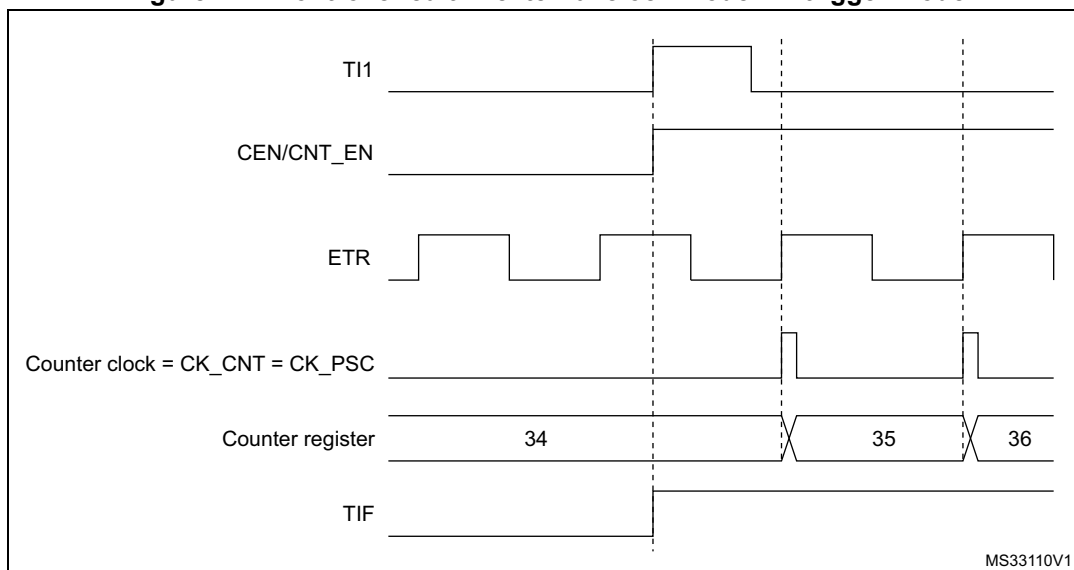 TI1
CEN/CNT_EN
ETR
Counter clock = CK_CNT = CK_PSC
Counter register 34 35 36
TIF
MS33110V1